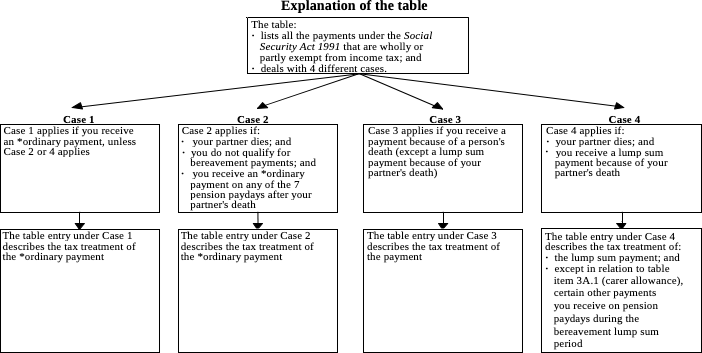 Explanation of the table
The table:
· lists all the payments under the Social
Security Act 1991 that are wholly or
partly exempt from income tax; and
· deals with 4 different cases.
Case 1
Case 1 applies if you receive
an *ordinary payment, unless
Case 2 or 4 applies
Case 2
Case 2 applies if:
· your partner dies; and
· you do not qualify for
bereavement payments; and
· you receive an *ordinary
payment on any of the 7
pension paydays after your
partner's death
Case 3
Case 3 applies if you receive a
payment because of a person's
death (except a lump sum
payment because of your
partner's death)
Case 4
Case 4 applies if:
· your partner dies; and
· you receive a lump sum
payment because of your
partner's death
The table entry under Case 1
describes the tax treatment of
the *ordinary payment
The table entry under Case 2
describes the tax treatment of
the *ordinary payment
The table entry under Case 3
describes the tax treatment of
the payment
The table entry under Case 4
describes the tax treatment of:
· the lump sum payment; and
· except in relation to table
item 3A.1 (carer allowance),
certain other payments
you receive on pension
paydays during the
bereavement lump sum
period